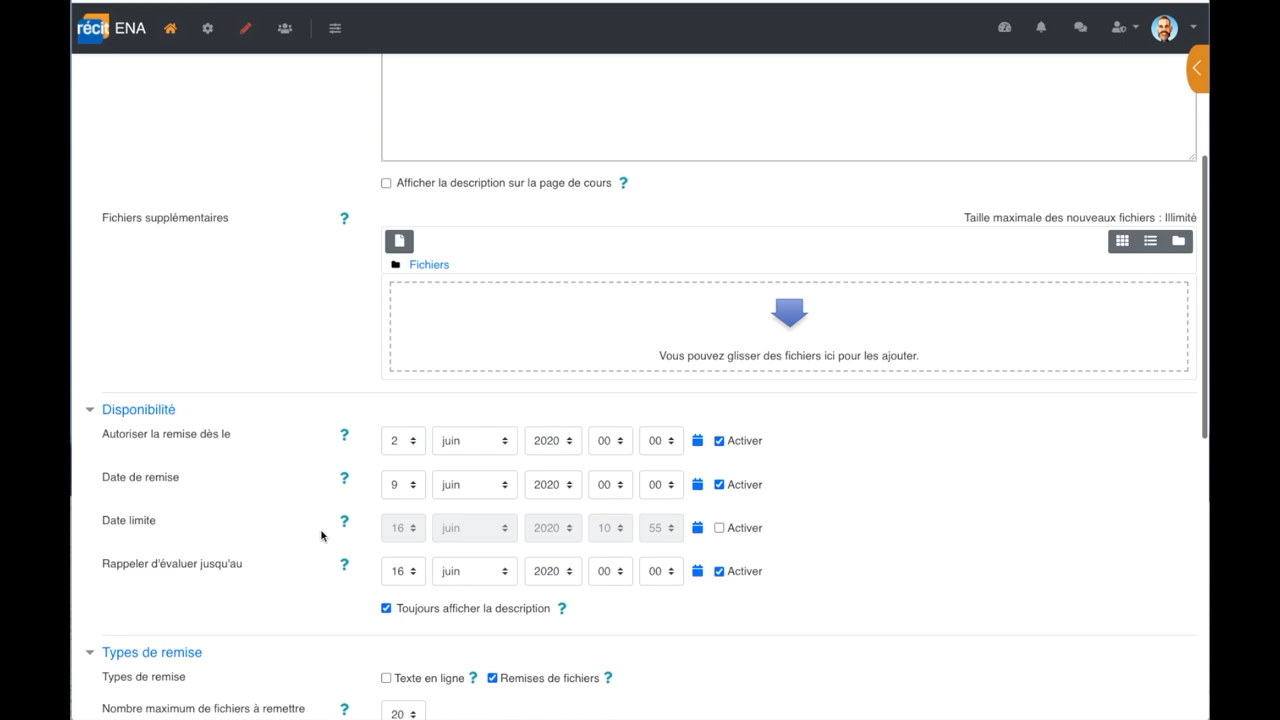 récit ENA
Afficher la description sur la page de cours ?
Fichiers supplémentaires ? Taille maximale des nouveaux fichiers : Illimité
Fichiers
Vous pouvez glisser des fichiers ici pour les ajouter.
Disponibilité
Autoriser la remise dès le ? 2 juin 2020 00 00 Activer
Date de remise ? 9 juin 2020 00 00 Activer
Date limite ? 16 juin 2020 10 55 Activer
Rappeler d'évaluer jusqu'au ? 16 juin 2020 00 00 Activer
Toujours afficher la description ?
Types de remise
Types de remise Texte en ligne ? Remises de fichiers ?
Nombre maximum de fichiers à remettre ? 20